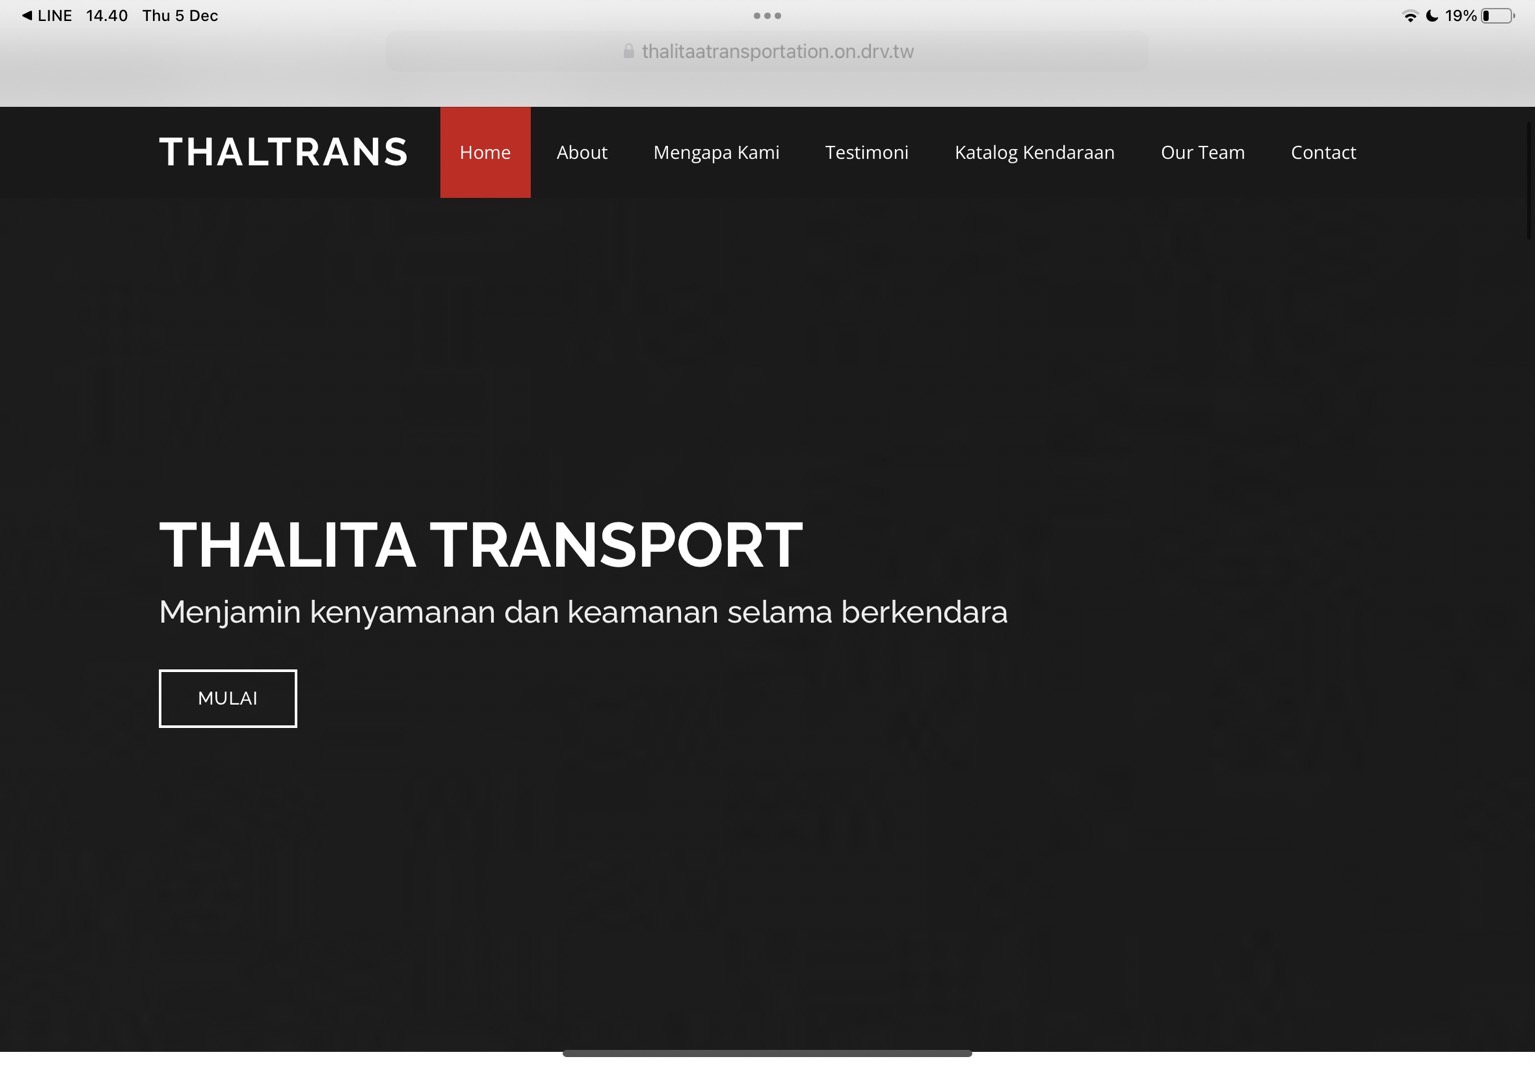 LINE 14.40 Thu 5 Dec 19%
thalitaatransportation.on.drv.tw
THALTRANS Home About Mengapa Kami Testimoni Katalog Kendaraan Our Team Contact
THALITA TRANSPORT
Menjamin kenyamanan dan keamanan selama berkendara
MULAI